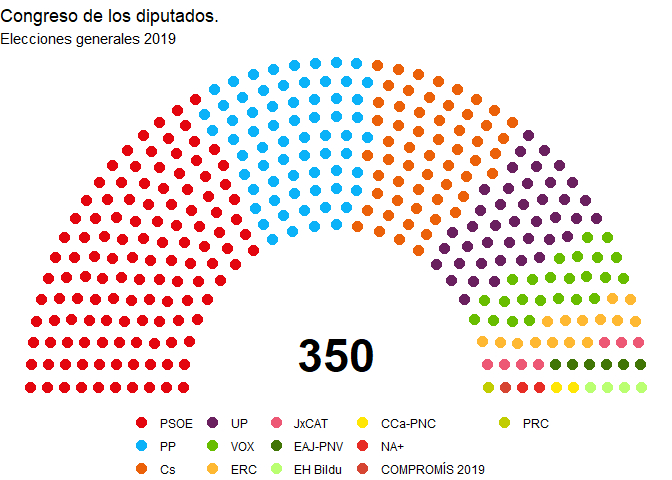 Congreso de los diputados.
Elecciones generales 2019
350
PSOE UP JxCAT CCa-PNC PRC
PP VOX EAJ-PNV NA+
Cs ERC EH Bildu COMPROMÍS 2019